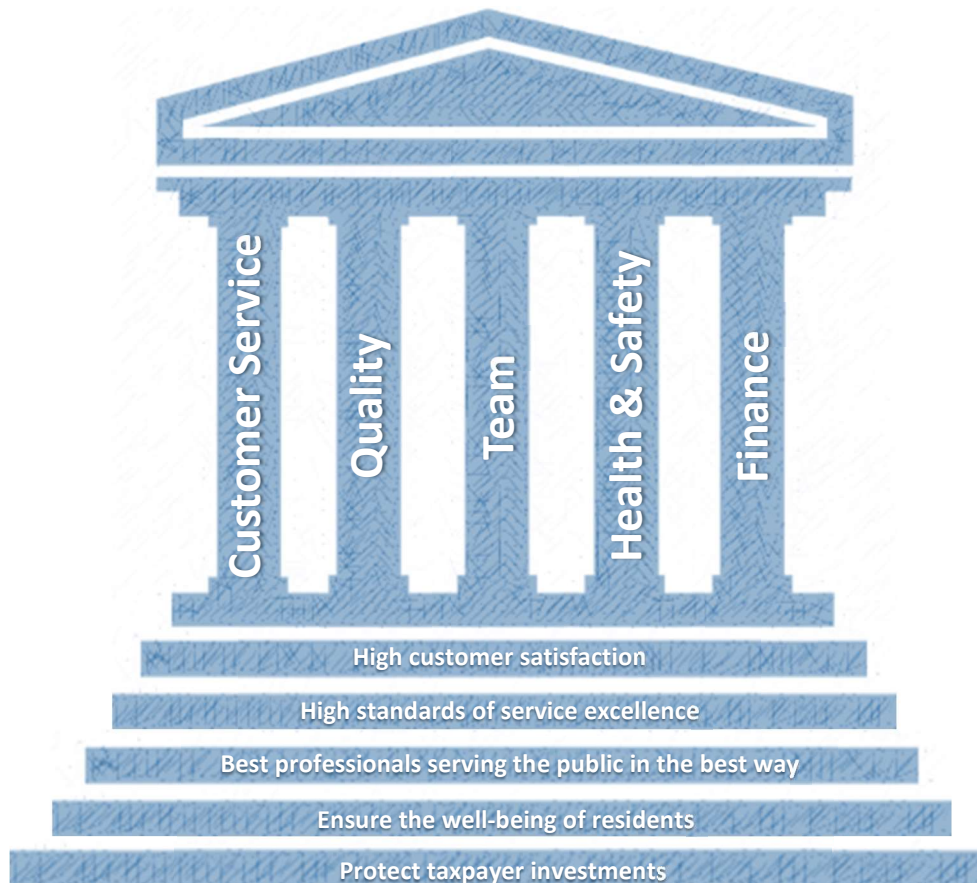 Customer Service
Quality
Team
Health & Safety
Finance
High customer satisfaction
High standards of service excellence
Best professionals serving the public in the best way
Ensure the well-being of residents
Protect taxpayer investments